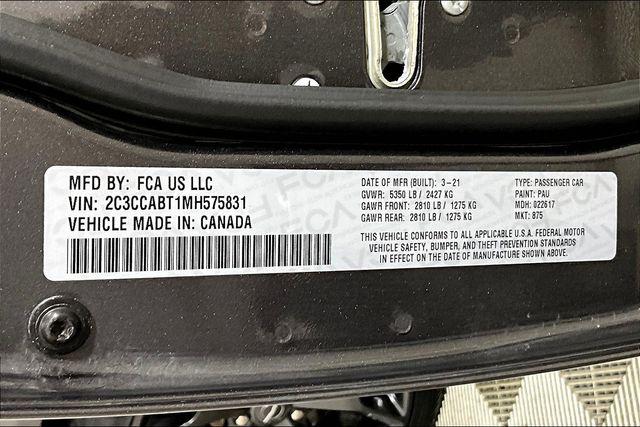 MFD BY: FCA US LLC
VIN: 2C3CCABT1MH575831
VEHICLE MADE IN: CANADA
DATE OF MFR (BUILT): 3-21
GVWR: 5350 LB / 2427 KG
GAWR FRONT: 2810 LB / 1275 KG
GAWR REAR: 2810 LB / 1275 KG
TYPE: PASSENGER CAR
PAINT: PAU
MDH: 022617
MKT: 875
THIS VEHICLE CONFORMS TO ALL APPLICABLE U.S.A. FEDERAL MOTOR
VEHICLE SAFETY, BUMPER, AND THEFT PREVENTION STANDARDS
IN EFFECT ON THE DATE OF MANUFACTURE SHOWN ABOVE.